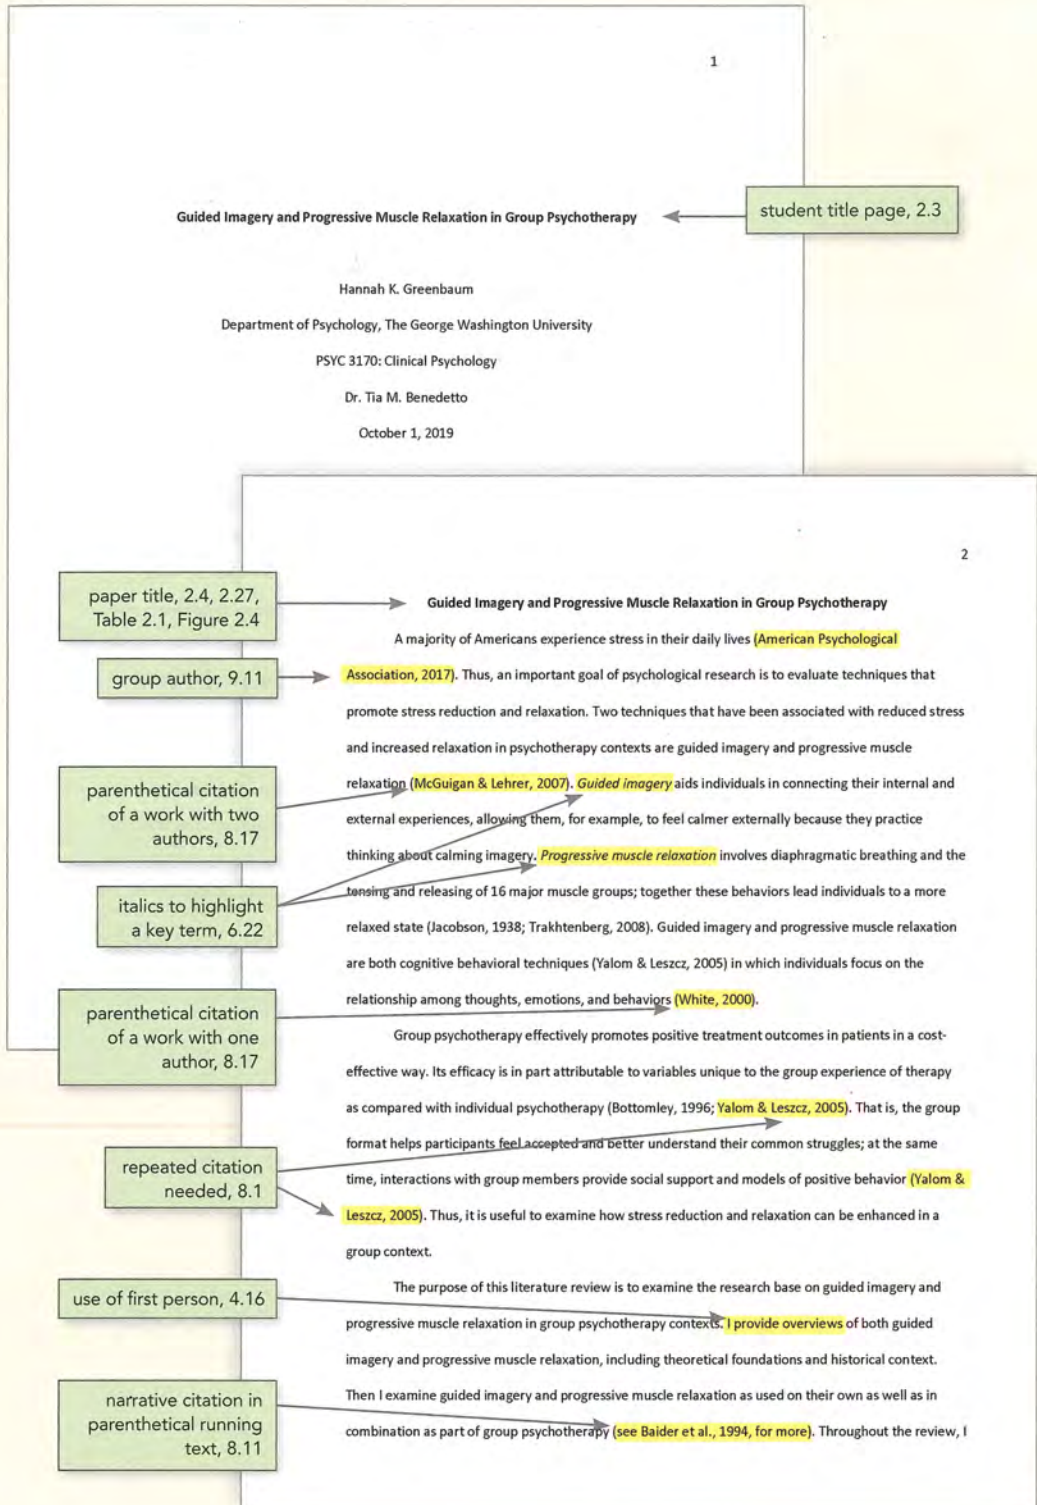 1
Guided Imagery and Progressive Muscle Relaxation in Group Psychotherapy
student title page, 2.3
Hannah K. Greenbaum
Department of Psychology, The George Washington University
PSYC 3170: Clinical Psychology
Dr. Tia M. Benedetto
October 1, 2019
2
paper title, 2.4, 2.27,
Table 2.1, Figure 2.4
Guided Imagery and Progressive Muscle Relaxation in Group Psychotherapy
A majority of Americans experience stress in their daily lives (American Psychological
group author, 9.11
Association, 2017). Thus, an important goal of psychological research is to evaluate techniques that
promote stress reduction and relaxation. Two techniques that have been associated with reduced stress
and increased relaxation in psychotherapy contexts are guided imagery and progressive muscle
parenthetical citation
of a work with two
authors, 8.17
relaxation (McGuigan & Lehrer, 2007). Guided imagery aids individuals in connecting their internal and
external experiences, allowing them, for example, to feel calmer externally because they practice
thinking about calming imagery. Progressive muscle relaxation involves diaphragmatic breathing and the
italics to highlight
a key term, 6.22
tensing and releasing of 16 major muscle groups; together these behaviors lead individuals to a more
relaxed state (Jacobson, 1938; Trakhtenberg, 2008). Guided imagery and progressive muscle relaxation
are both cognitive behavioral techniques (Yalom & Leszcz, 2005) in which individuals focus on the
parenthetical citation
of a work with one
author, 8.17
relationship among thoughts, emotions, and behaviors (White, 2000).
Group psychotherapy effectively promotes positive treatment outcomes in patients in a cost-
effective way. Its efficacy is in part attributable to variables unique to the group experience of therapy
as compared with individual psychotherapy (Bottomley, 1996; Yalom & Leszcz, 2005). That is, the group
format helps participants feel accepted and better understand their common struggles; at the same
repeated citation
needed, 8.1
time, interactions with group members provide social support and models of positive behavior (Yalom &
Leszcz, 2005). Thus, it is useful to examine how stress reduction and relaxation can be enhanced in a
group context.
The purpose of this literature review is to examine the research base on guided imagery and
use of first person, 4.16
progressive muscle relaxation in group psychotherapy contexts. I provide overviews of both guided
imagery and progressive muscle relaxation, including theoretical foundations and historical context.
narrative citation in
parenthetical running
text, 8.11
Then I examine guided imagery and progressive muscle relaxation as used on their own as well as in
combination as part of group psychotherapy (see Baider et al., 1994, for more). Throughout the review, I